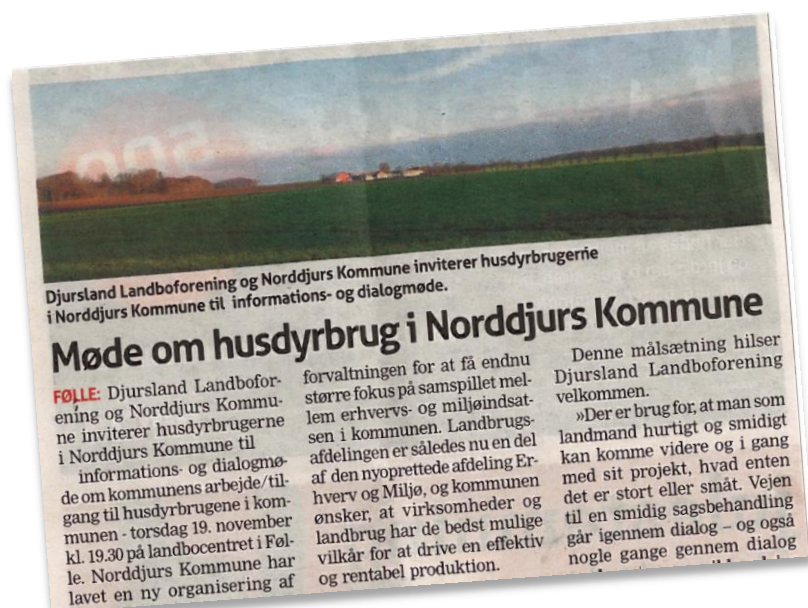 Djursland Landboforening og Norddjurs Kommune inviterer husdyrbrugerne
i Norddjurs Kommune til informations- og dialogmøde.
Møde om husdyrbrug i Norddjurs Kommune
FØLLE: Djursland Landbofor-
ening og Norddjurs Kommu-
ne inviterer husdyrbrugerne
i Norddjurs Kommune til
informations- og dialogmø-
de om kommunens arbejde/til-
gang til husdyrbrugene i kom-
munen - torsdag 19. november
kl. 19.30 på landbocentret i Føl-
le. Norddjurs Kommune har
lavet en ny organisering af
forvaltningen for at få endnu
større fokus på samspillet mel-
lem erhvervs- og miljøindsat-
sen i kommunen. Landbrugs-
afdelingen er således nu en del
af den nyoprettede afdeling Er-
hverv og Miljø, og kommunen
ønsker, at virksomheder og
landbrug har de bedst mulige
vilkår for at drive en effektiv
og rentabel produktion.
Denne målsætning hilser
Djursland Landboforening
velkommen.
»Der er brug for, at man som
landmand hurtigt og smidigt
kan komme videre og i gang
med sit projekt, hvad enten
det er stort eller småt. Vejen
til en smidig sagsbehandling
går igennem dialog – og også
nogle gange gennem dialog